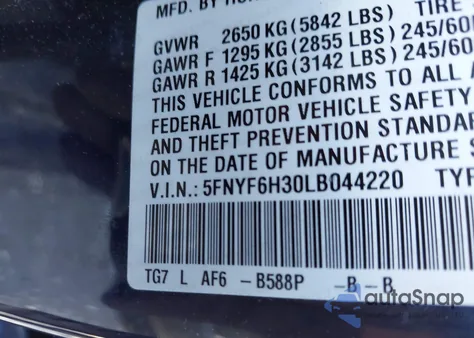 MFD. BY
TIRE
GVWR 2650 KG (5842 LBS)
GAWR F 1295 KG (2855 LBS) 245/60
GAWR R 1425 KG (3142 LBS) 245/60
THIS VEHICLE CONFORMS TO ALL
FEDERAL MOTOR VEHICLE SAFETY
AND THEFT PREVENTION
ON THE DATE OF MANUFACTURE
V.I.N.: 5FNYF6H30LB044220 TYP
TG7 L AF6 -B588P -B -B-
autoSnap